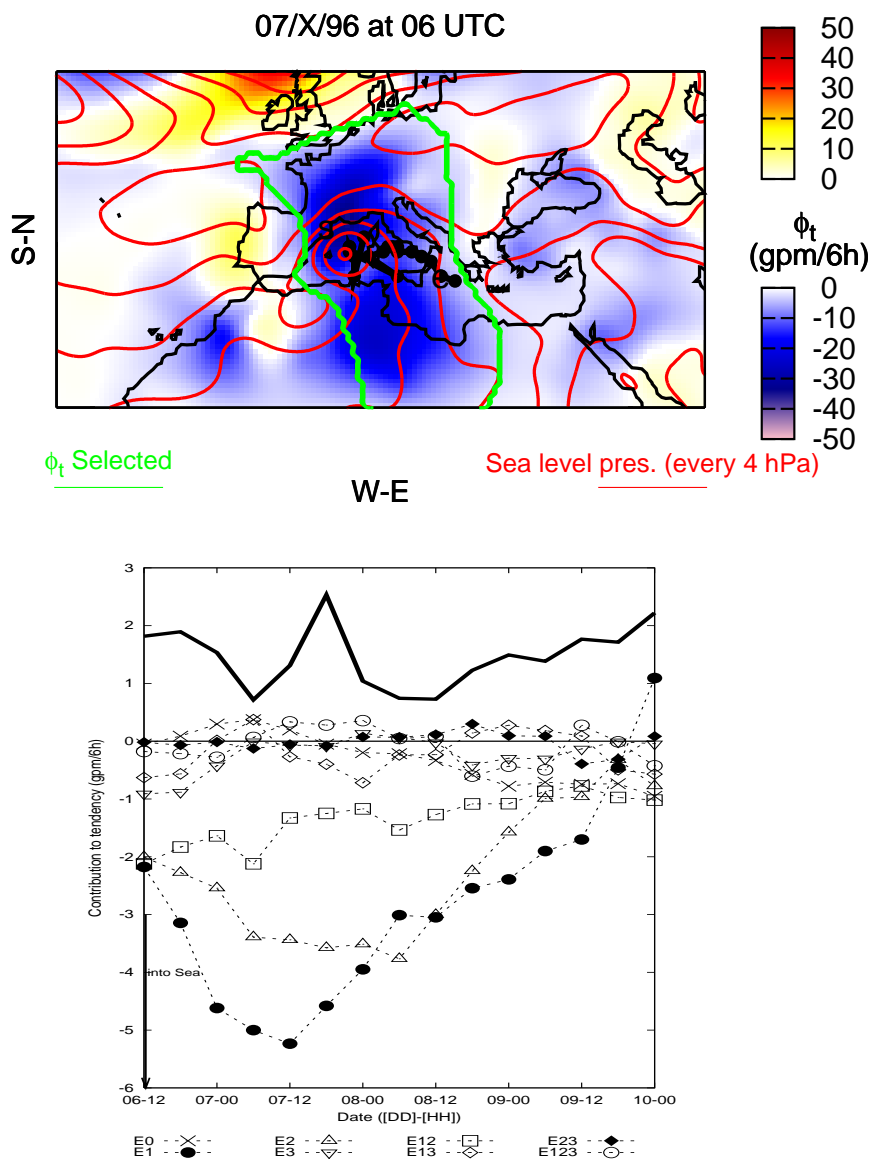 07/X/96 at 06 UTC
50
40
30
20
10
0
S-N
ϕt
(gpm/6h)
0
-10
-20
-30
-40
-50
ϕt Selected
Sea level pres. (every 4 hPa)
W-E
3
2
1
0
-1
-2
-3
-4
-5
-6
Contribution to tendency (gpm/6h)
into Sea
06-12 07-00 07-12 08-00 08-12 09-00 09-12 10-00
Date ([DD]-[HH])
E0 E2 E12 E23
E1 E3 E13 E123